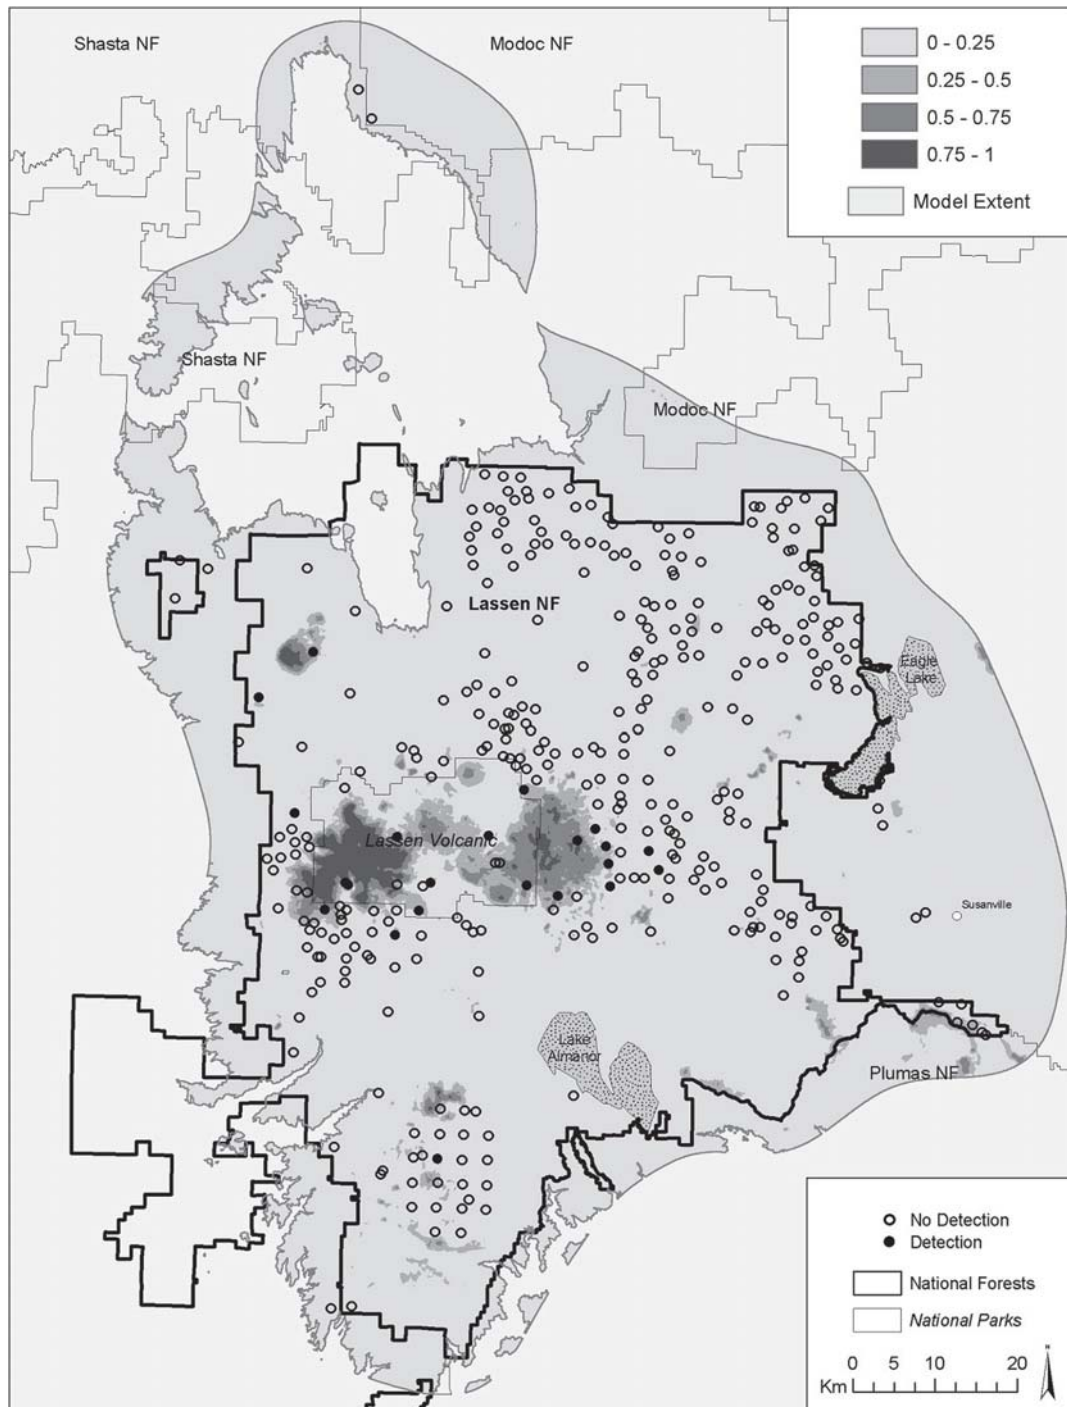 Shasta NF
Modoc NF
0 - 0.25
0.25 - 0.5
0.5 - 0.75
0.75 - 1
Model Extent
Shasta NF
Modoc NF
Lassen NF
Eagle
Lake
Lassen Volcanic
Susanville
Lake
Almanor
Plumas NF
No Detection
Detection
National Forests
National Parks
0 5 10 20
Km
N